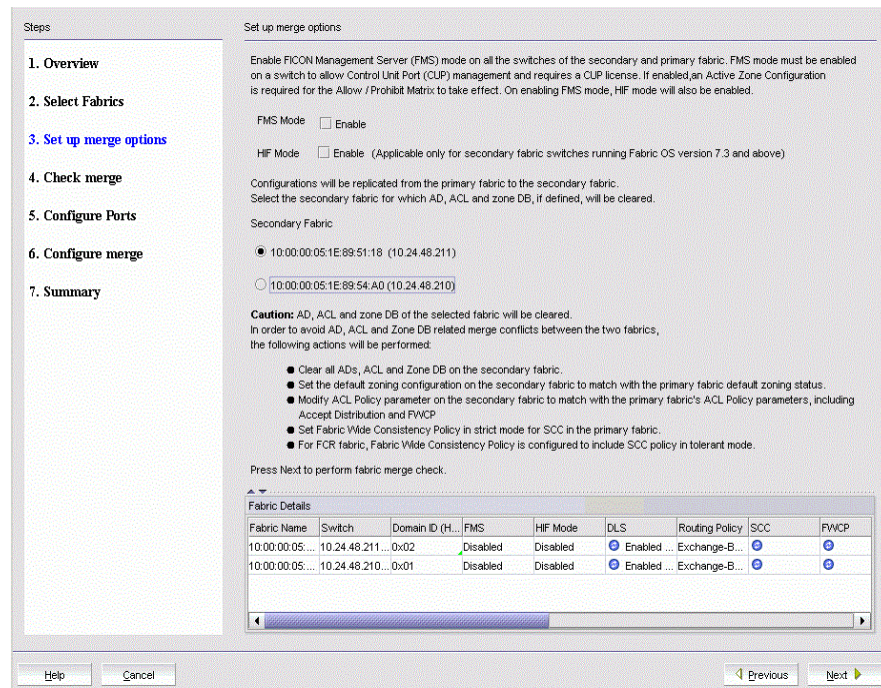 Steps
1. Overview
2. Select Fabrics
3. Set up merge options
4. Check merge
5. Configure Ports
6. Configure merge
7. Summary
Set up merge options
Enable FICON Management Server (FMS) mode on all the switches of the secondary and primary fabric. FMS mode must be enabled
on a switch to allow Control Unit Port (CUP) management and requires a CUP license. If enabled,an Active Zone Configuration
is required for the Allow / Prohibit Matrix to take effect. On enabling FMS mode, HIF mode will also be enabled.
FMS Mode Enable
HIF Mode Enable (Applicable only for secondary fabric switches running Fabric OS version 7.3 and above)
Configurations will be replicated from the primary fabric to the secondary fabric.
Select the secondary fabric for which AD, ACL and zone DB, if defined, will be cleared.
Secondary Fabric
10:00:00:05:1E:89:51:18 (10.24.48.211)
10:00:00:05:1E:89:54:A0 (10.24.48.210)
Caution: AD, ACL and zone DB of the selected fabric will be cleared.
In order to avoid AD, ACL and Zone DB related merge conflicts between the two fabrics,
the following actions will be performed:
● Clear all ADs, ACL and Zone DB on the secondary fabric.
● Set the default zoning configuration on the secondary fabric to match with the primary fabric default zoning status.
● Modify ACL Policy parameter on the secondary fabric to match with the primary fabric's ACL Policy parameters, including
Accept Distribution and FWCP
● Set Fabric Wide Consistency Policy in strict mode for SCC in the primary fabric.
● For FCR fabric, Fabric Wide Consistency Policy is configured to include SCC policy in tolerant mode.
Press Next to perform fabric merge check.
Fabric Details
Fabric Name Switch Domain ID (H... FMS HIF Mode DLS Routing Policy SCC FWCP
10:00:00:05:... 10.24.48.211... 0x02 Disabled Disabled Enabled ... Exchange-B...
10:00:00:05:... 10.24.48.210... 0x01 Disabled Disabled Enabled ... Exchange-B...
Help Cancel Previous Next